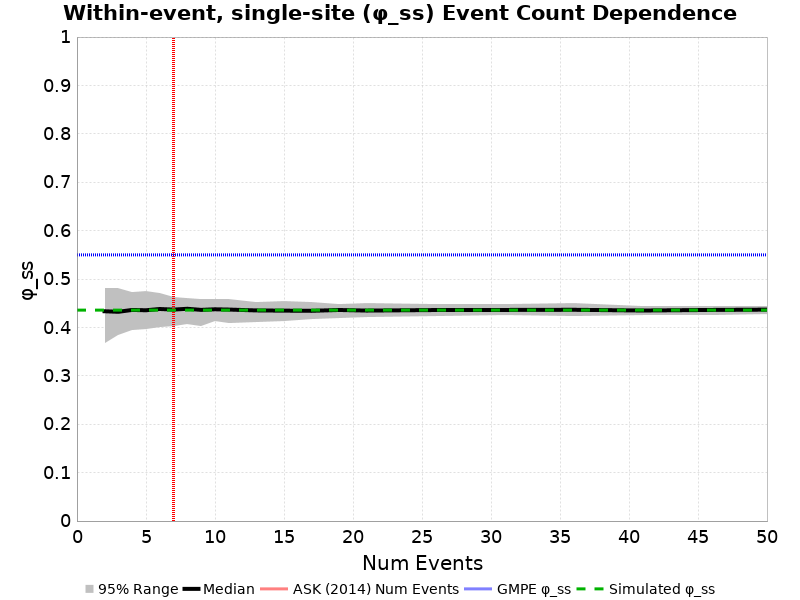 Within-event, single-site (φ_ss) Event Count Dependence
1
0.9
0.8
0.7
0.6
0.5
0.4
0.3
0.2
0.1
0
φ_ss
0 5 10 15 20 25 30 35 40 45 50
Num Events
95% Range Median ASK (2014) Num Events GMPE φ_ss Simulated φ_ss